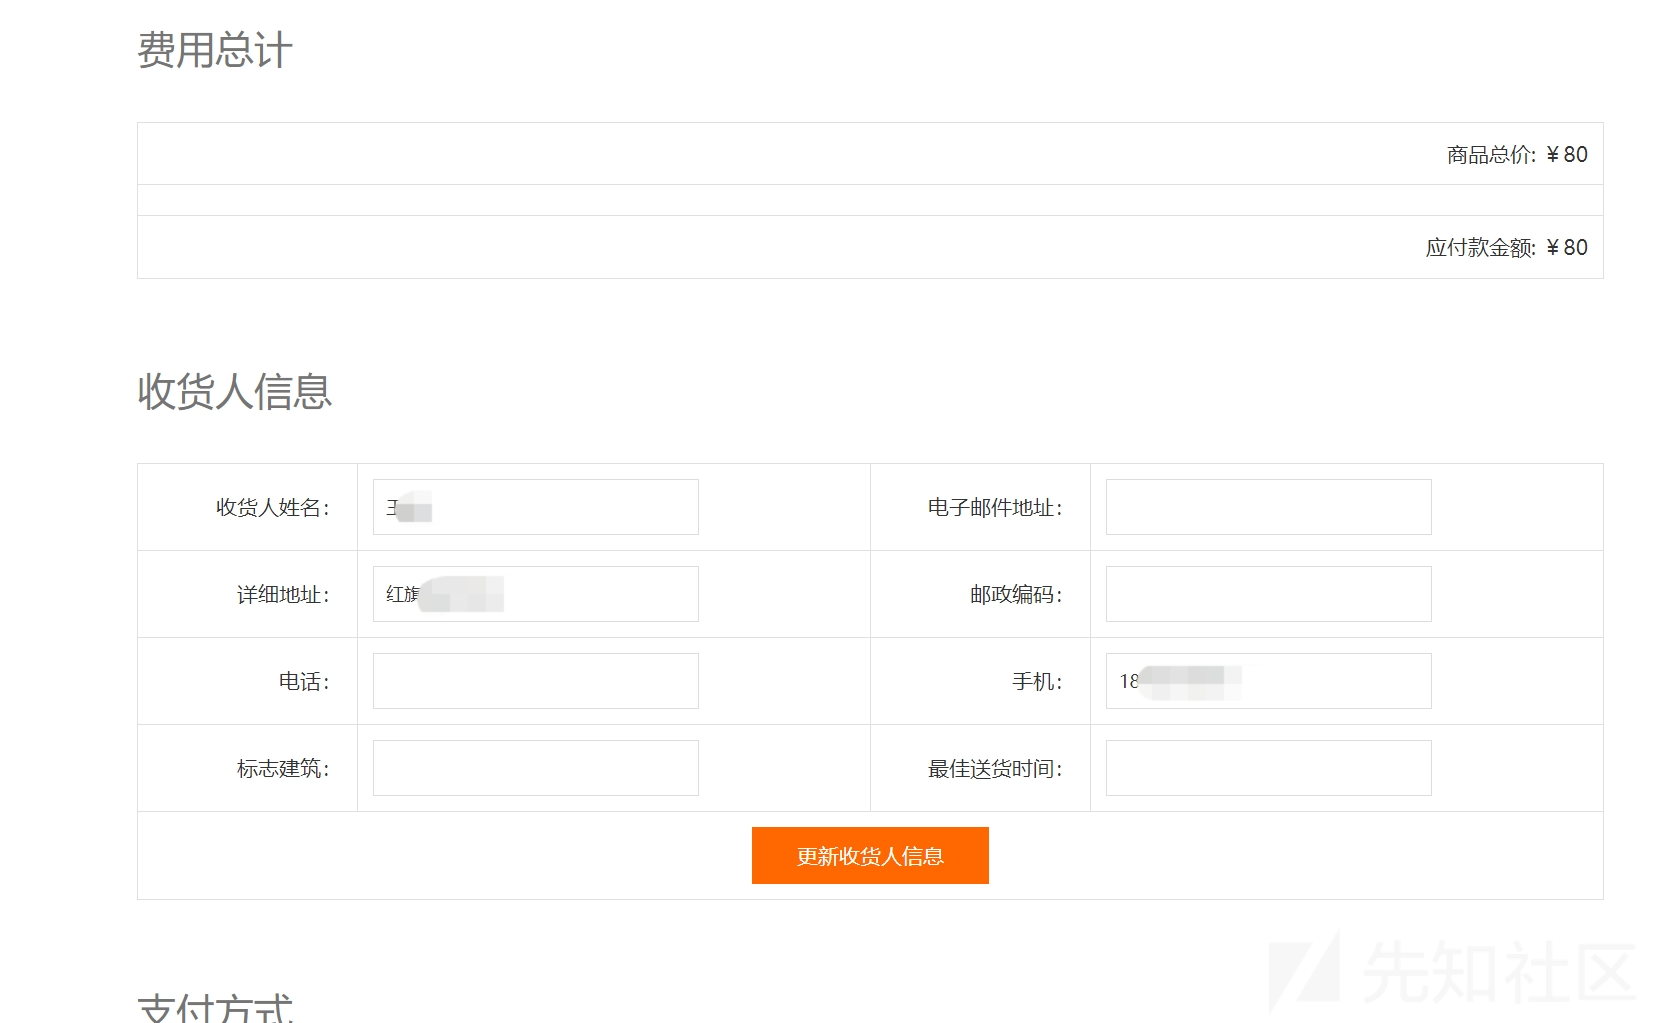 费用总计
商品总价: ￥80
应付款金额: ￥80
收货人信息
收货人姓名: 王
电子邮件地址:
详细地址: 红旗
邮政编码:
电话:
手机: 18
标志建筑:
最佳送货时间:
更新收货人信息
先知社区
支付方式